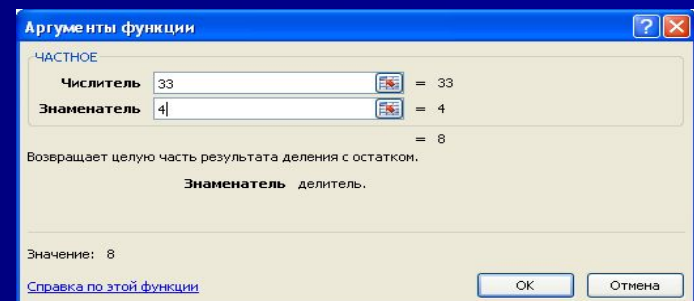 Аргументы функции
ЧАСТНОЕ
Числитель 33 = 33
Знаменатель 4 = 4
= 8
Возвращает целую часть результата деления с остатком.
Знаменатель делитель.
Значение: 8
Справка по этой функции ОК Отмена